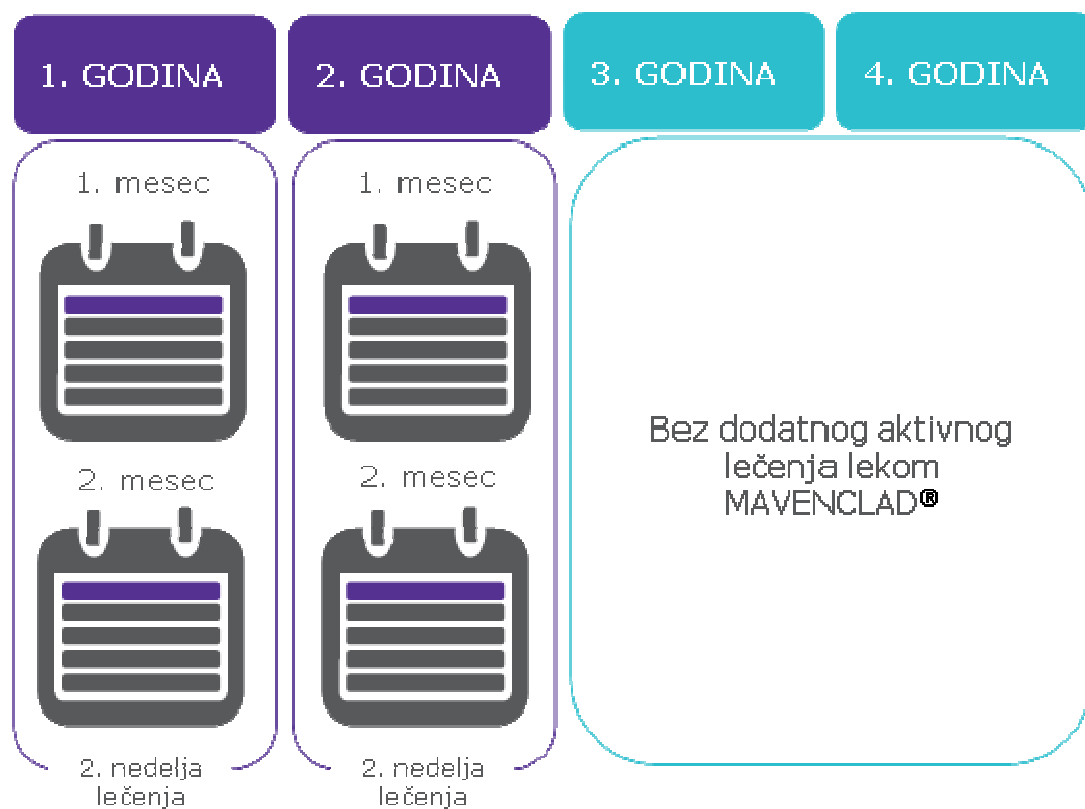 1. GODINA
2. GODINA
3. GODINA
4. GODINA
1. mesec
1. mesec
2. mesec
2. mesec
2. nedelja
lečenja
2. nedelja
lečenja
Bez dodatnog aktivnog
lečenja lekom
MAVENCLAD®